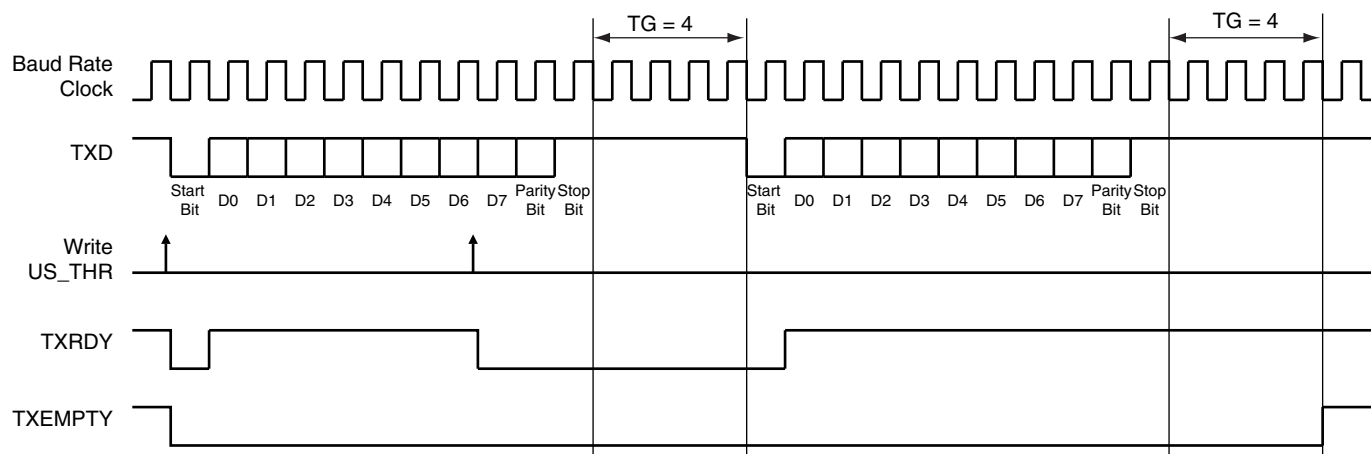 TG = 4
TG = 4
Baud Rate
Clock
TXD
Start
Bit
D0
D1
D2
D3
D4
D5
D6
D7
Parity
Bit
Stop
Bit
Start
Bit
D0
D1
D2
D3
D4
D5
D6
D7
Parity
Bit
Stop
Bit
Write
US_THR
TXRDY
TXEMPTY